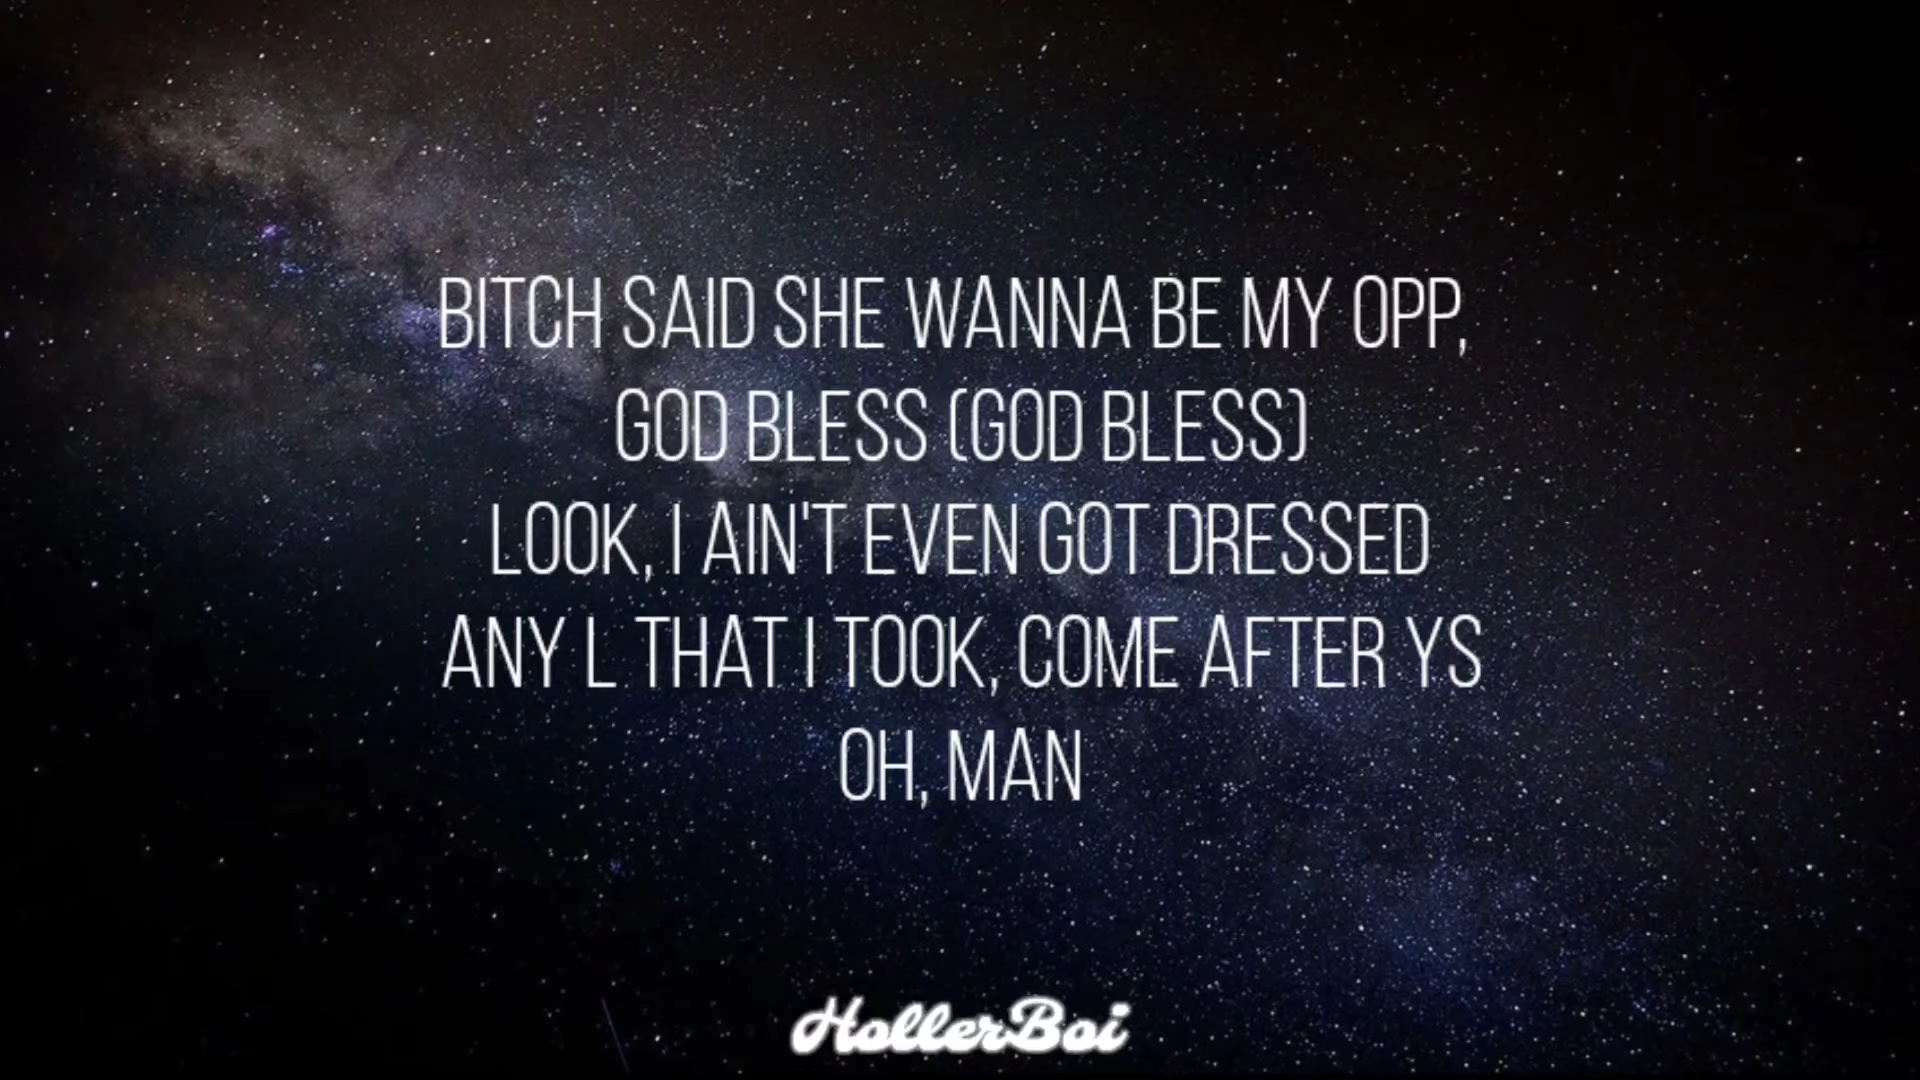 BITCH SAID SHE WANNA BE MY OPP,
GOD BLESS (GOD BLESS)
LOOK, I AIN'T EVEN GOT DRESSED
ANY L THAT I TOOK, COME AFTER YS
OH, MAN
HollerBoi